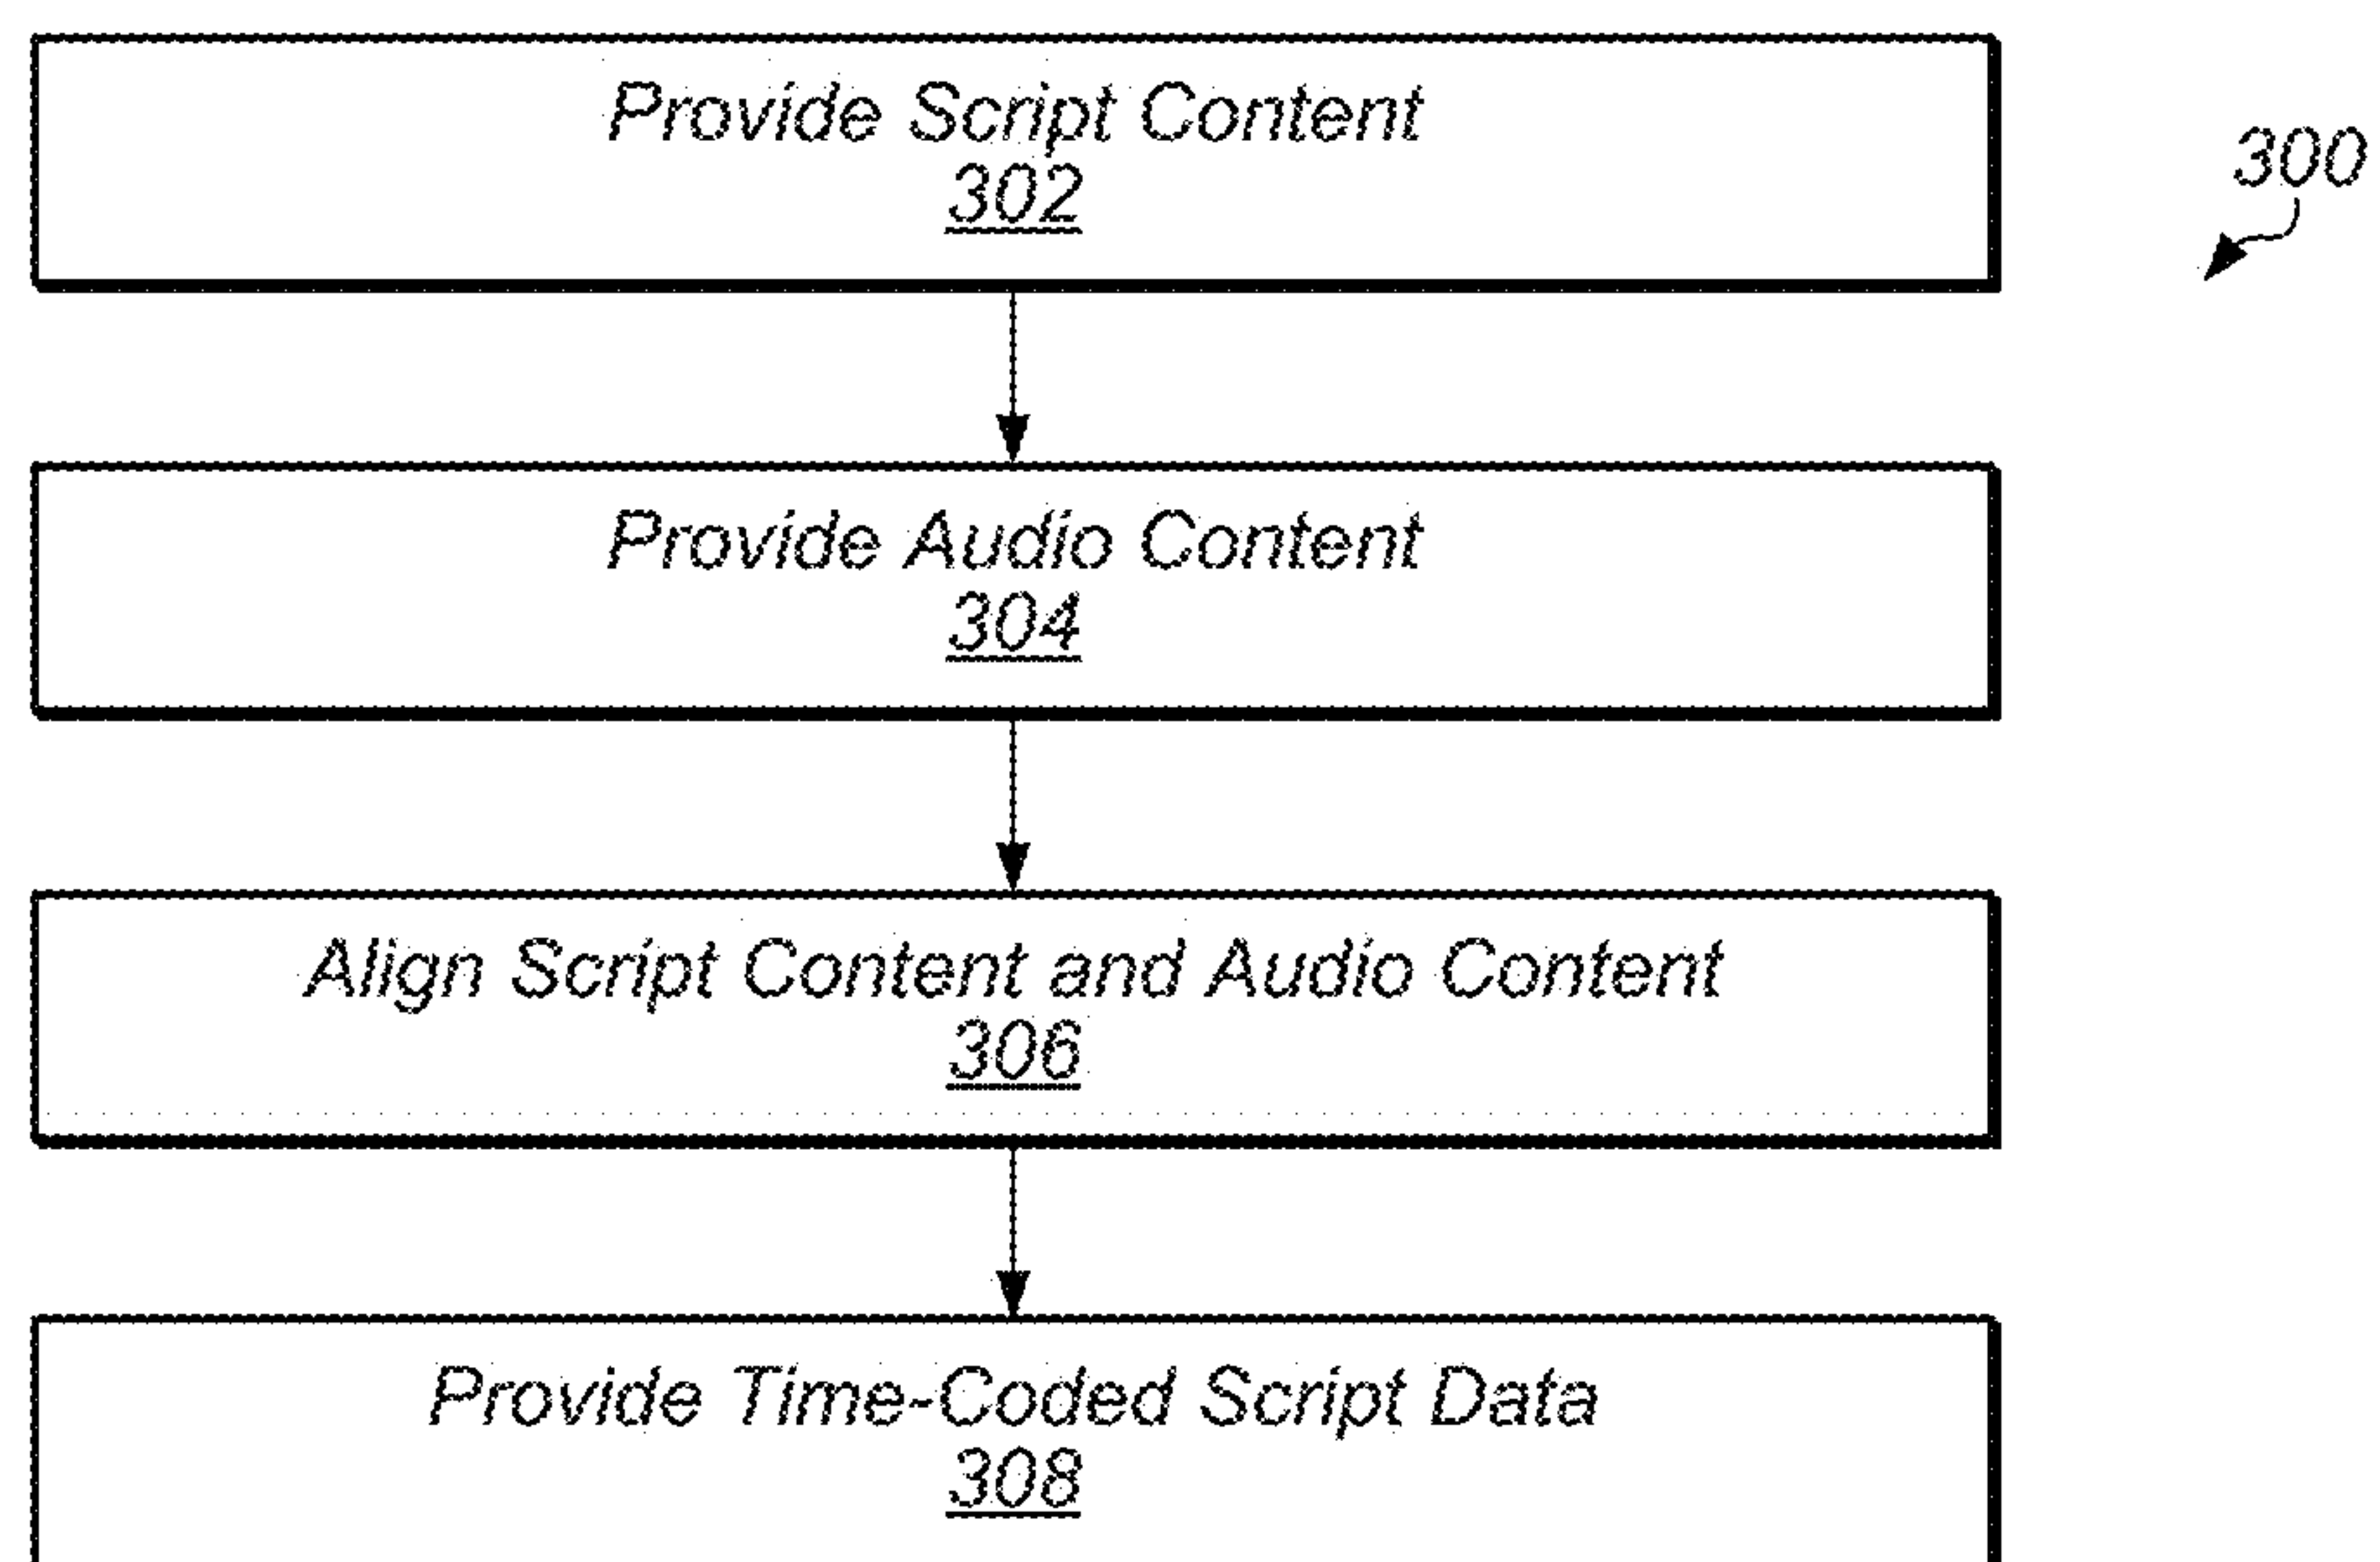 Provide Script Content
302
300
Provide Audio Content
304
Align Script Content and Audio Content
306
Provide Time-Coded Script Data
308